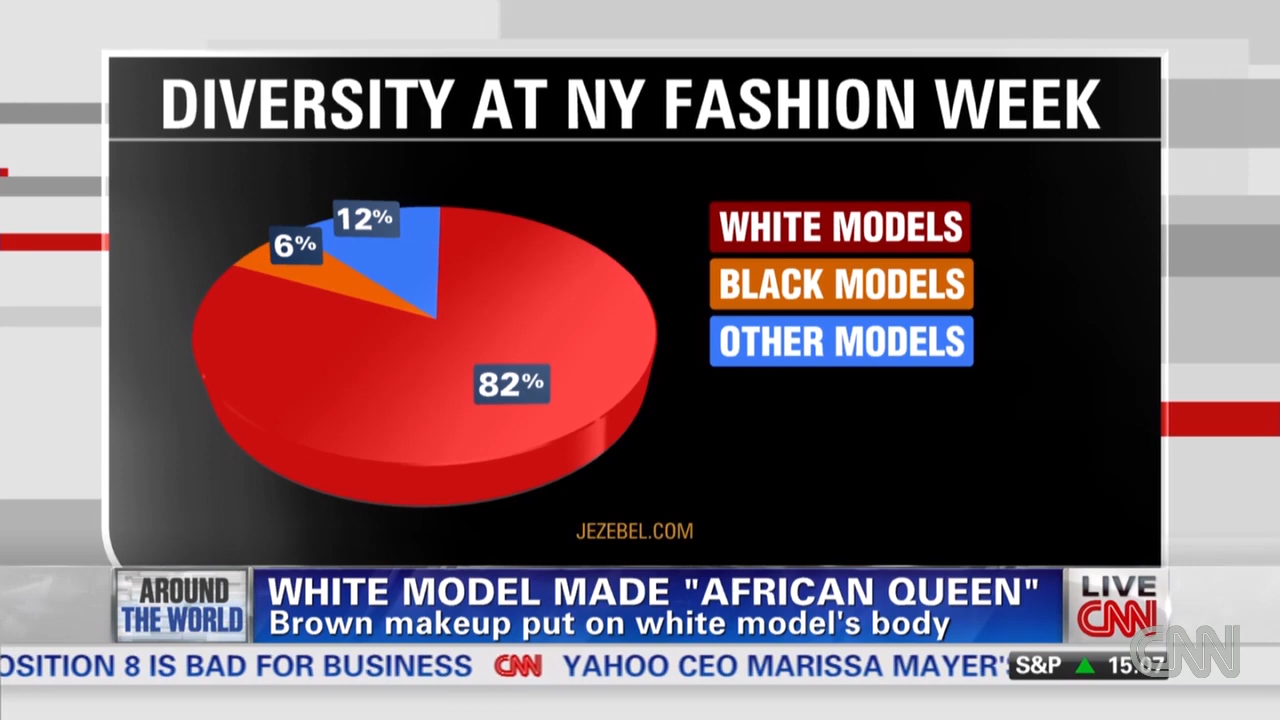 DIVERSITY AT NY FASHION WEEK
12%
6%
82%
WHITE MODELS
BLACK MODELS
OTHER MODELS
JEZEBEL.COM
AROUND
THE WORLD
WHITE MODEL MADE "AFRICAN QUEEN"
Brown makeup put on white model's body
LIVE
CNN
OSITION 8 IS BAD FOR BUSINESS CNN YAHOO CEO MARISSA MAYER'S S&P ▲ 15.07
CNN